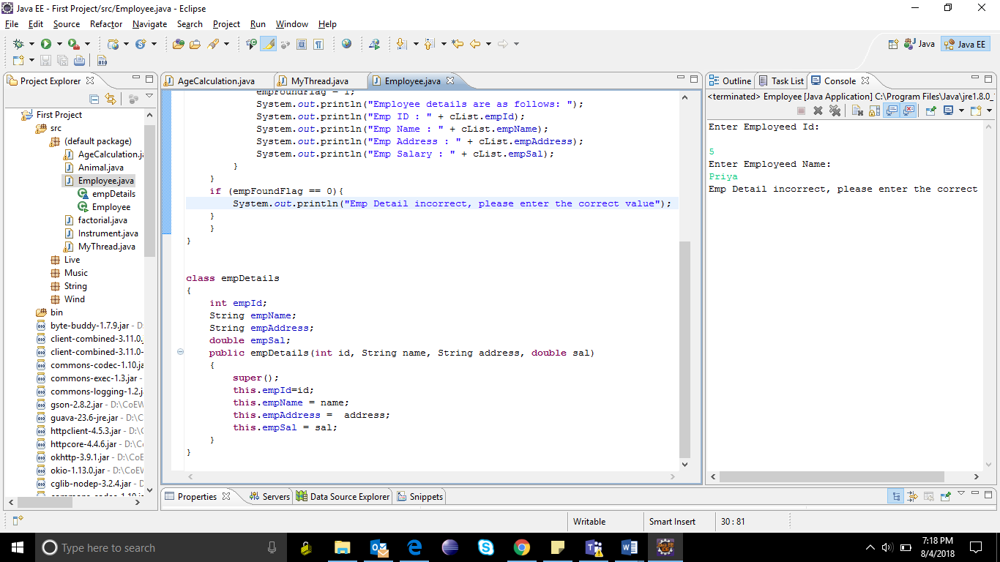 Java EE - First Project/src/Employee.java - Eclipse
File Edit Source Refactor Navigate Search Project Run Window Help
Java Java EE
Project Explorer
First Project
src
(default package)
AgeCalculation.ja
Animal.java
Employee.java
empDetails
Employee
factorial.java
Instrument.java
MyThread.java
Live
Music
String
Wind
bin
byte-buddy-1.7.9.jar - D:
client-combined-3.11.0.
client-combined-3.11.0-
commons-codec-1.10.ja
commons-exec-1.3.jar -
commons-logging-1.2.j
gson-2.8.2.jar - D:\CoEW
guava-23.6-jre.jar - D:\C
httpclient-4.5.3.jar - D:\C
httpcore-4.4.6.jar - D:\Co
okhttp-3.9.1.jar - D:\CoE
okio-1.13.0.jar - D:\CoEW
cglib-nodep-3.2.4.jar - D
AgeCalculation.java MyThread.java Employee.java
empFoundFlag = 1;
System.out.println("Employee details are as follows: ");
System.out.println("Emp ID : " + cList.empId);
System.out.println("Emp Name : " + cList.empName);
System.out.println("Emp Address : " + cList.empAddress);
System.out.println("Emp Salary : " + cList.empSal);
}
}
if (empFoundFlag == 0){
System.out.println("Emp Detail incorrect, please enter the correct value");
}
}
}
class empDetails
{
int empId;
String empName;
String empAddress;
double empSal;
public empDetails(int id, String name, String address, double sal)
{
super();
this.empId=id;
this.empName = name;
this.empAddress =  address;
this.empSal = sal;
}
}
Outline Task List Console
<terminated> Employee [Java Application] C:\Program Files\Java\jre1.8.0_
Enter Employeed Id:
5
Enter Employeed Name:
Priya
Emp Detail incorrect, please enter the correct
Properties Servers Data Source Explorer Snippets
Writable Smart Insert 30 : 81
Type here to search
7:18 PM
8/4/2018